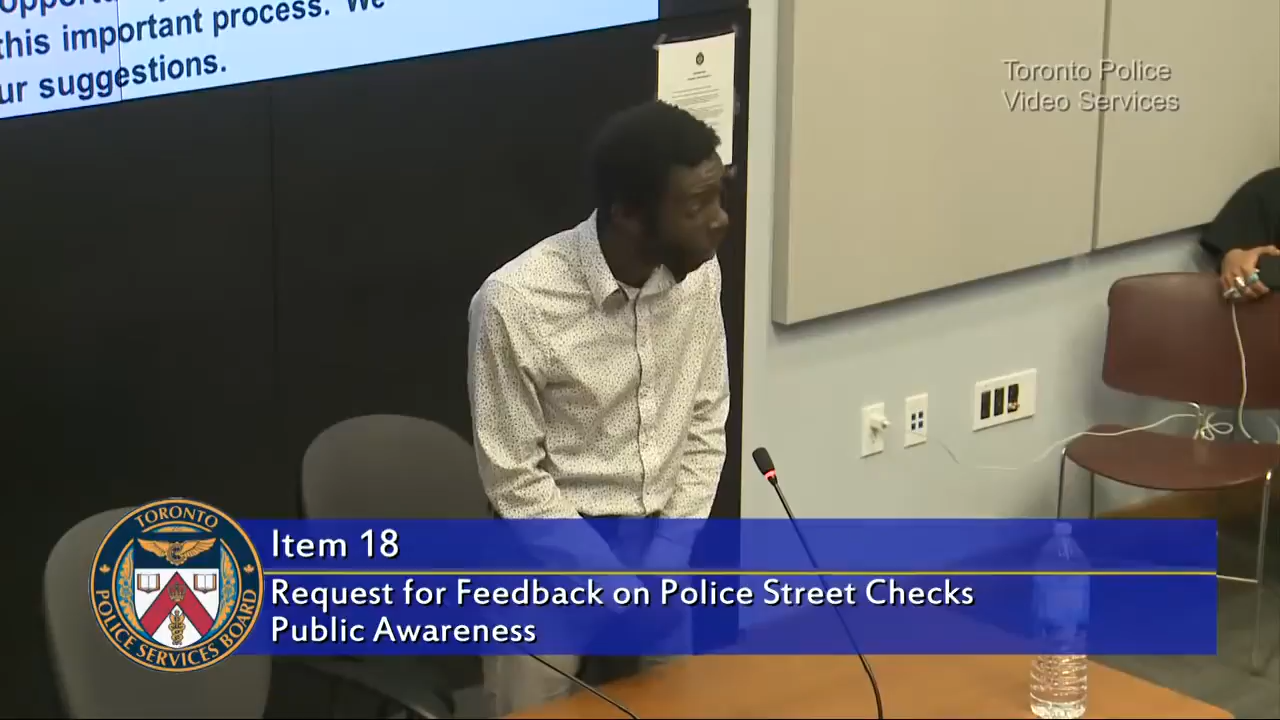 this important process. We
ur suggestions.
Toronto Police
Video Services
TORONTO
POLICE SERVICES BOARD
Item 18
Request for Feedback on Police Street Checks
Public Awareness